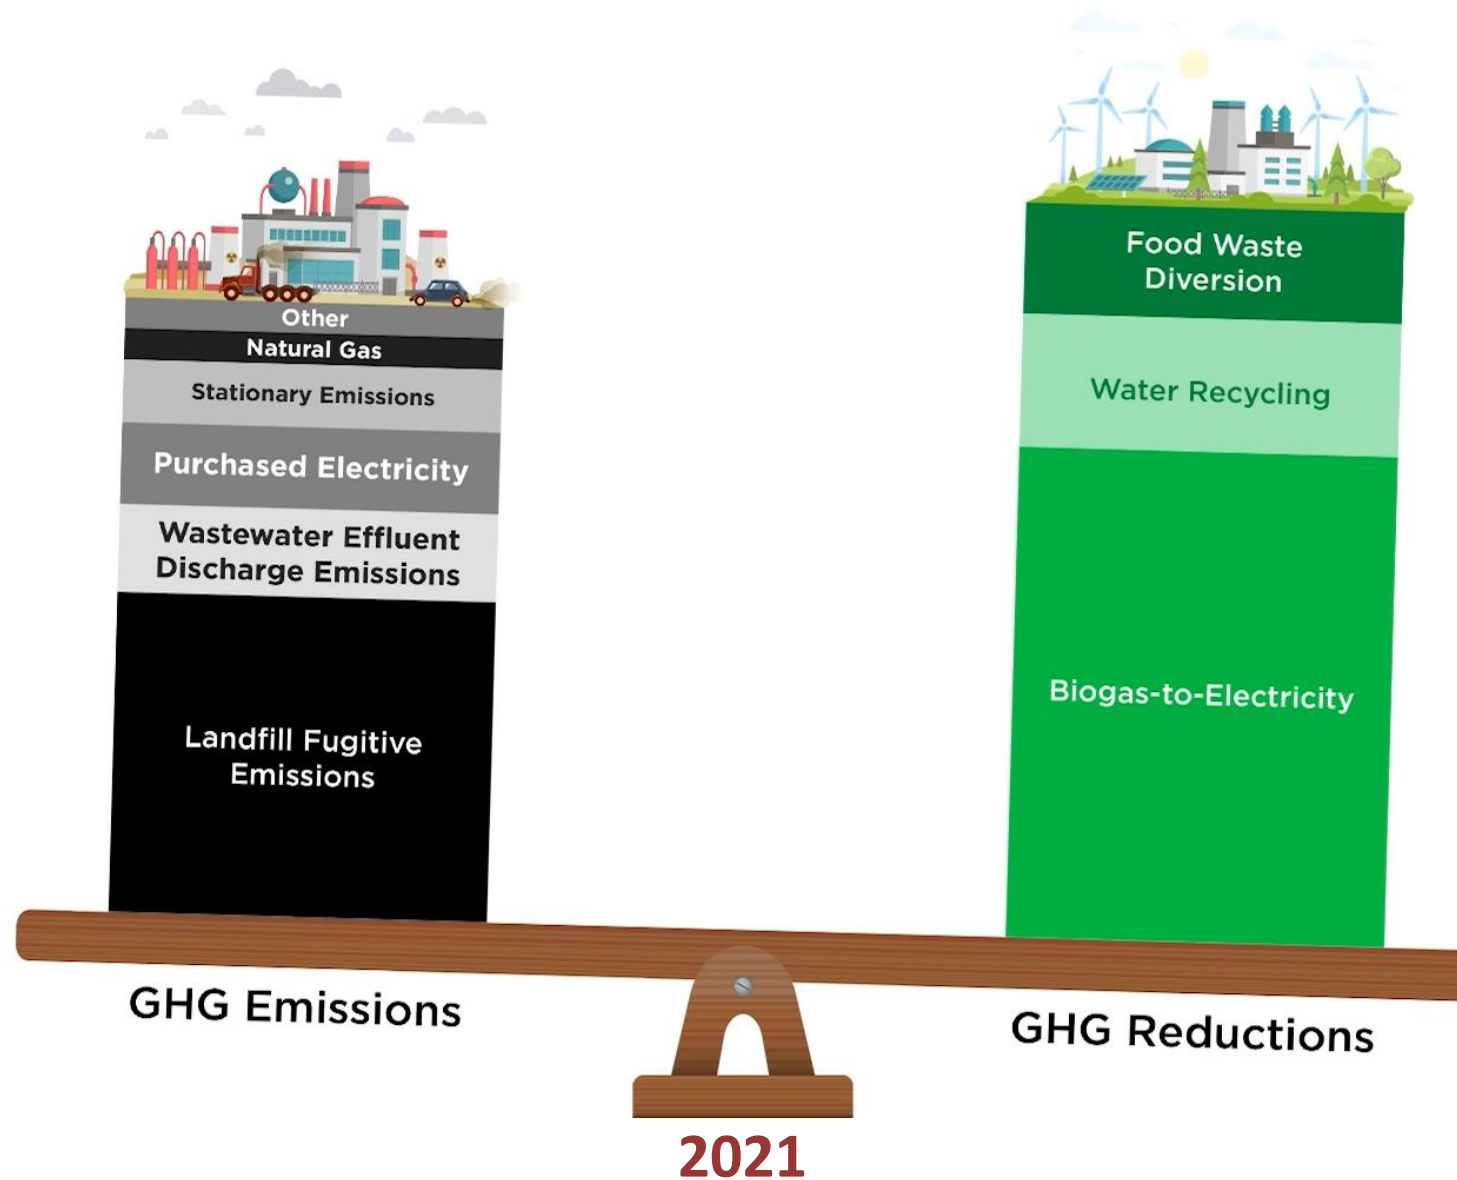 Other
Natural Gas
Stationary Emissions
Purchased Electricity
Wastewater Effluent
Discharge Emissions
Landfill Fugitive
Emissions
GHG Emissions
Food Waste
Diversion
Water Recycling
Biogas-to-Electricity
GHG Reductions
2021